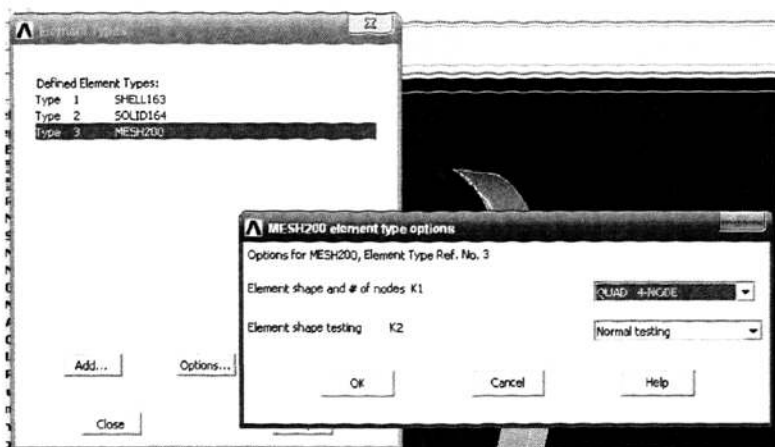 Element Types
Defined Element Types:
Type 1 SHELL163
Type 2 SOLID164
Type 3 MESH200
Add...
Options...
Close
MESH200 element type options
Options for MESH200, Element Type Ref. No. 3
Element shape and # of nodes K1
QUAD 4-NODE
Element shape testing K2
Normal testing
OK
Cancel
Help